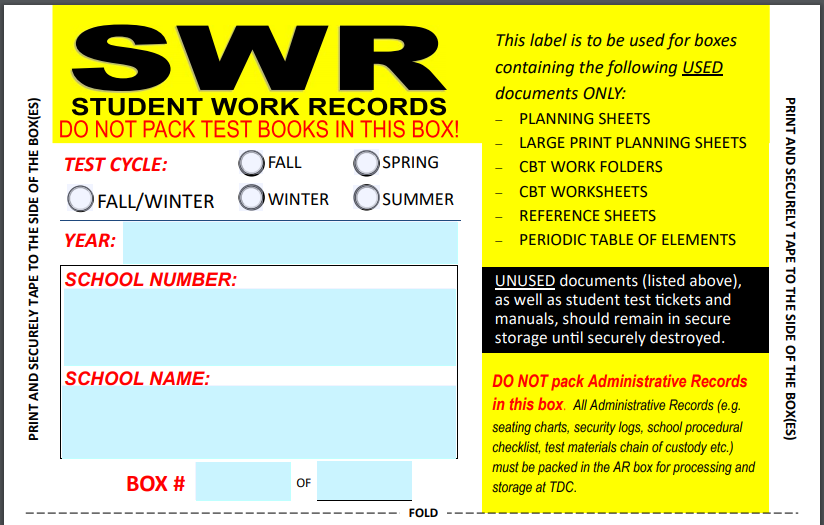 SWR
STUDENT WORK RECORDS
DO NOT PACK TEST BOOKS IN THIS BOX!
PRINT AND SECURELY TAPE TO THE SIDE OF THE BOX(ES)
TEST CYCLE:
FALL
SPRING
FALL/WINTER
WINTER
SUMMER
YEAR:
SCHOOL NUMBER:
SCHOOL NAME:
BOX #
OF
This label is to be used for boxes
containing the following USED
documents ONLY:
– PLANNING SHEETS
– LARGE PRINT PLANNING SHEETS
– CBT WORK FOLDERS
– CBT WORKSHEETS
– REFERENCE SHEETS
– PERIODIC TABLE OF ELEMENTS
UNUSED documents (listed above),
as well as student test tickets and
manuals, should remain in secure
storage until securely destroyed.
DO NOT pack Administrative Records
in this box. All Administrative Records (e.g.
seating charts, security logs, school procedural
checklist, test materials chain of custody etc.)
must be packed in the AR box for processing and
storage at TDC.
PRINT AND SECURELY TAPE TO THE SIDE OF THE BOX(ES)
FOLD